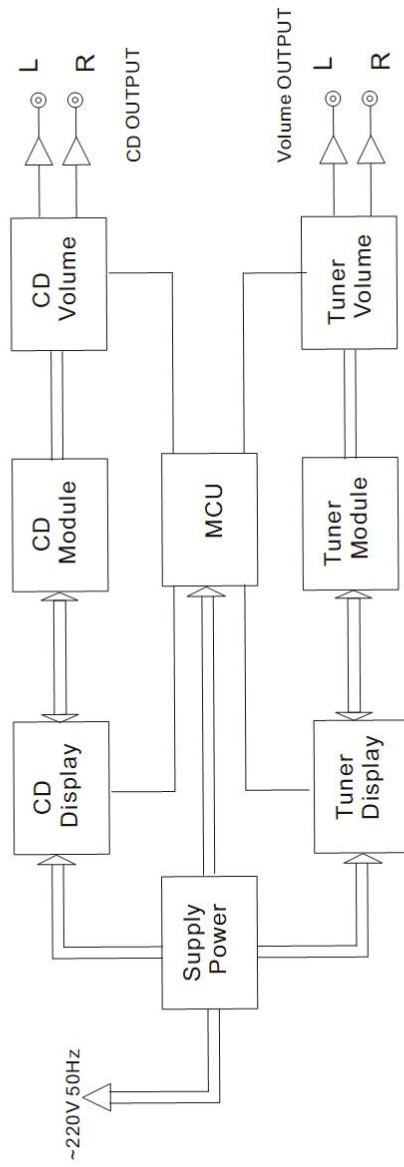 ~220V 50Hz
Supply
Power
CD
Display
CD
Module
CD
Volume
L
R
CD OUTPUT
MCU
Tuner
Display
Tuner
Module
Tuner
Volume
Volume OUTPUT
L
R